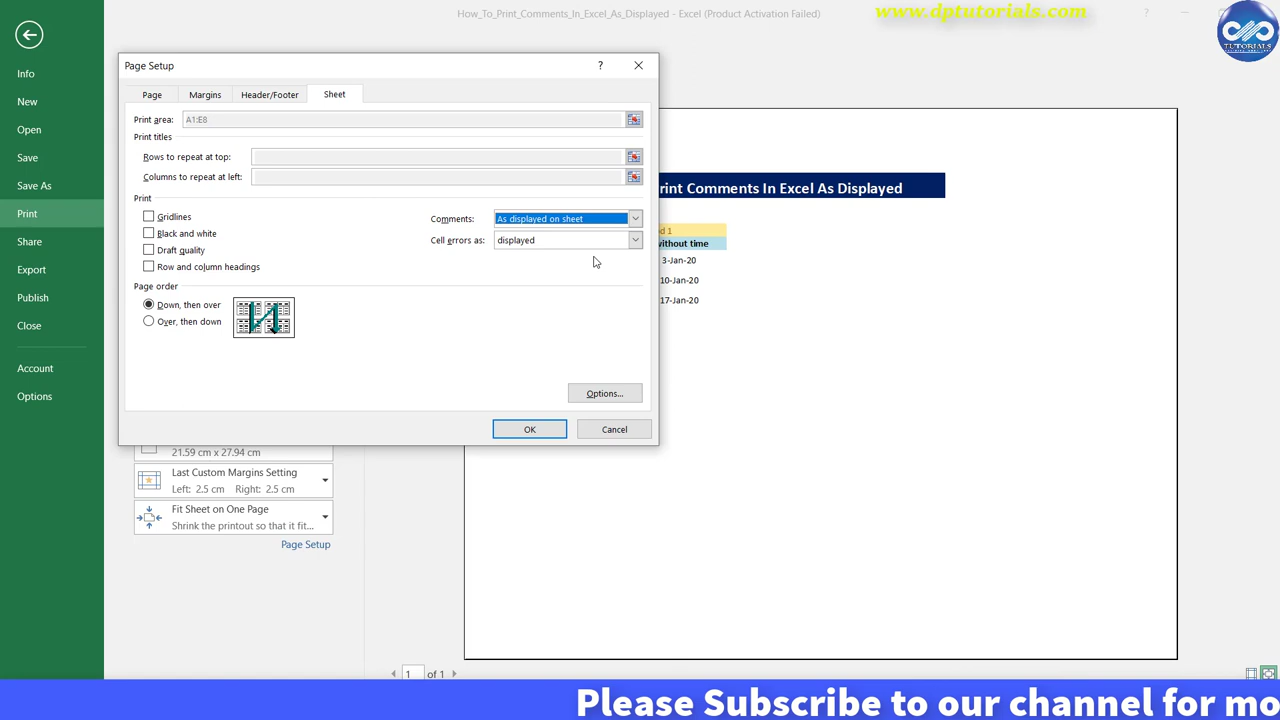 How_To_Print_Comments_In_Excel_As_Displayed - Excel (Product Activation Failed)
www.dptutorials.com
TUTORIALS
Info
New
Open
Save
Save As
Print
Share
Export
Publish
Close
Account
Options
Page Setup
?
Page
Margins
Header/Footer
Sheet
Print area:
A1:E8
Print titles
Rows to repeat at top:
Columns to repeat at left:
Print
Gridlines
Black and white
Draft quality
Row and column headings
Comments:
As displayed on sheet
Cell errors as:
displayed
Page order
Down, then over
Over, then down
Options...
OK
Cancel
rint Comments In Excel As Displayed
d 1
ithout time
3-Jan-20
10-Jan-20
17-Jan-20
21.59 cm x 27.94 cm
Last Custom Margins Setting
Left: 2.5 cm Right: 2.5 cm
Fit Sheet on One Page
Shrink the printout so that it fit...
Page Setup
1 of 1
Please Subscribe to our channel for mo